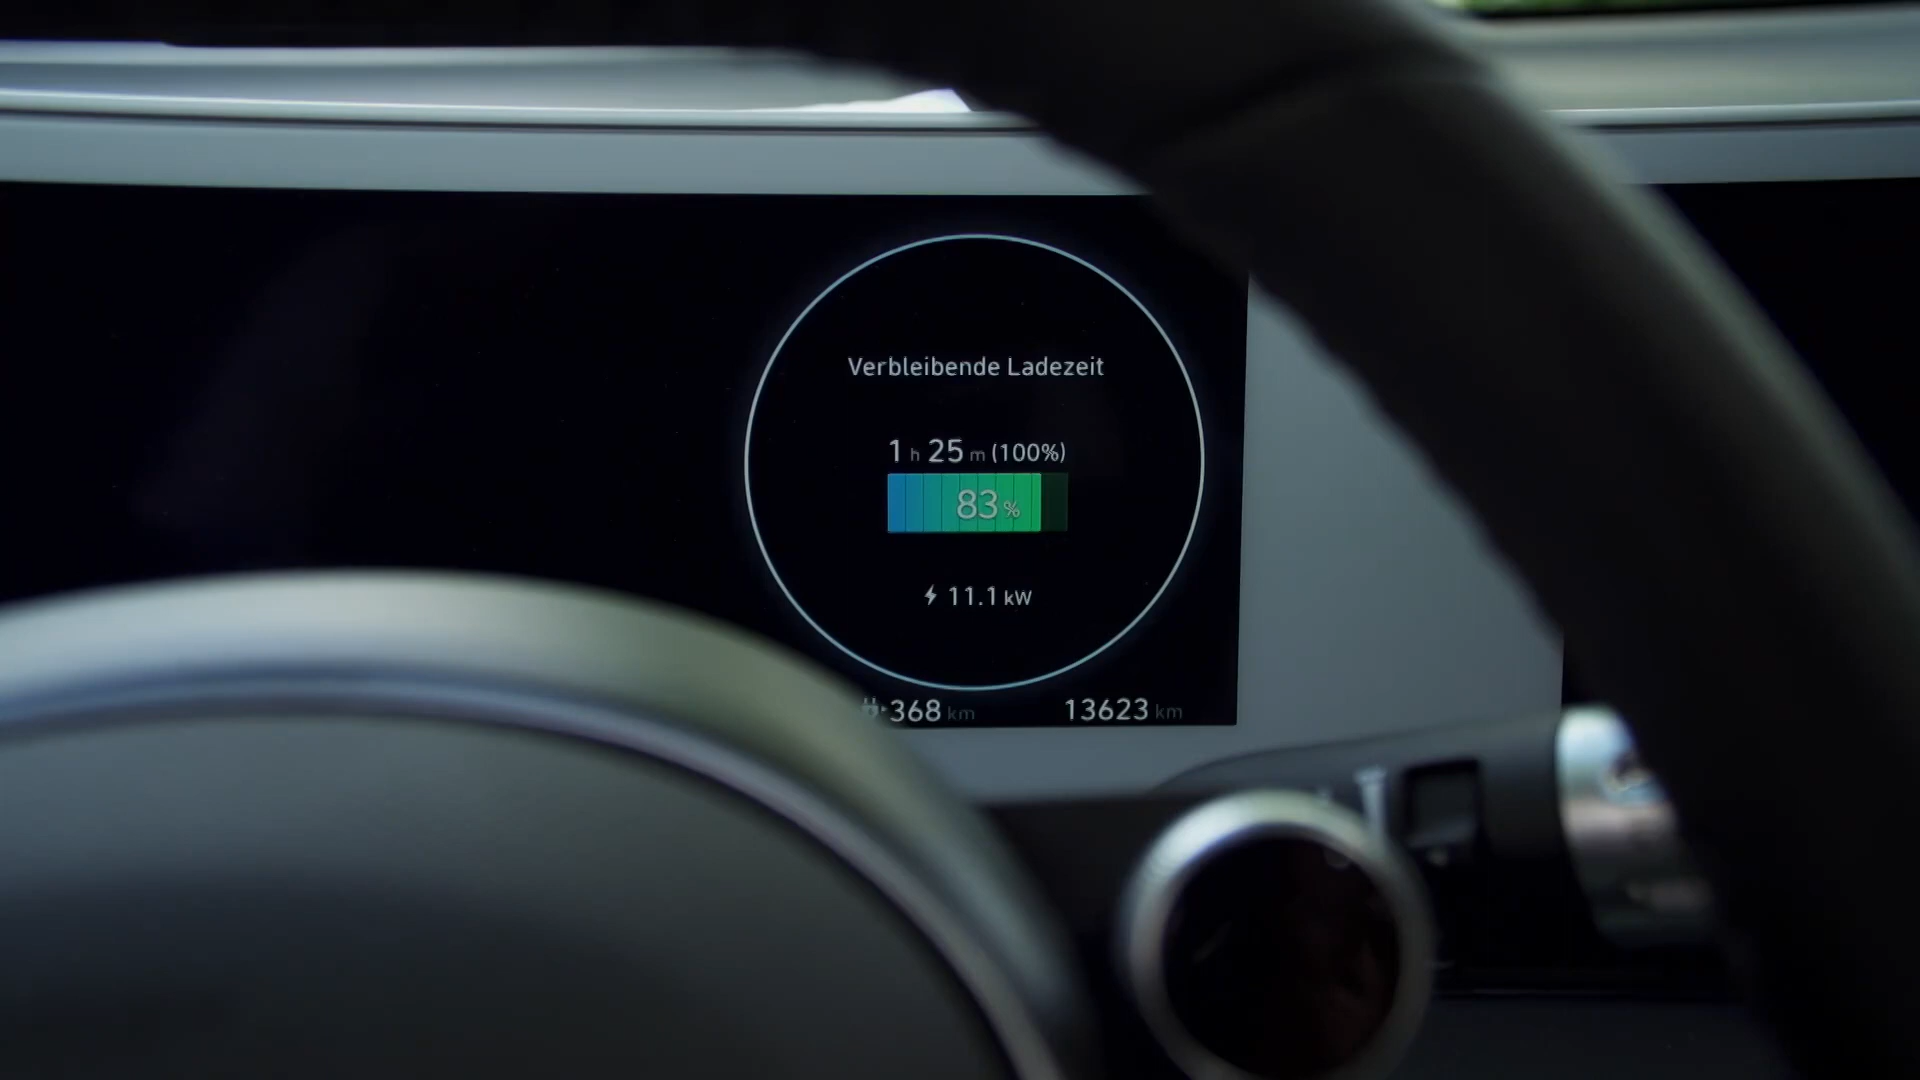 Verbleibende Ladezeit
1 h 25 m (100%)
83 %
11.1 kW
368 km 13623 km